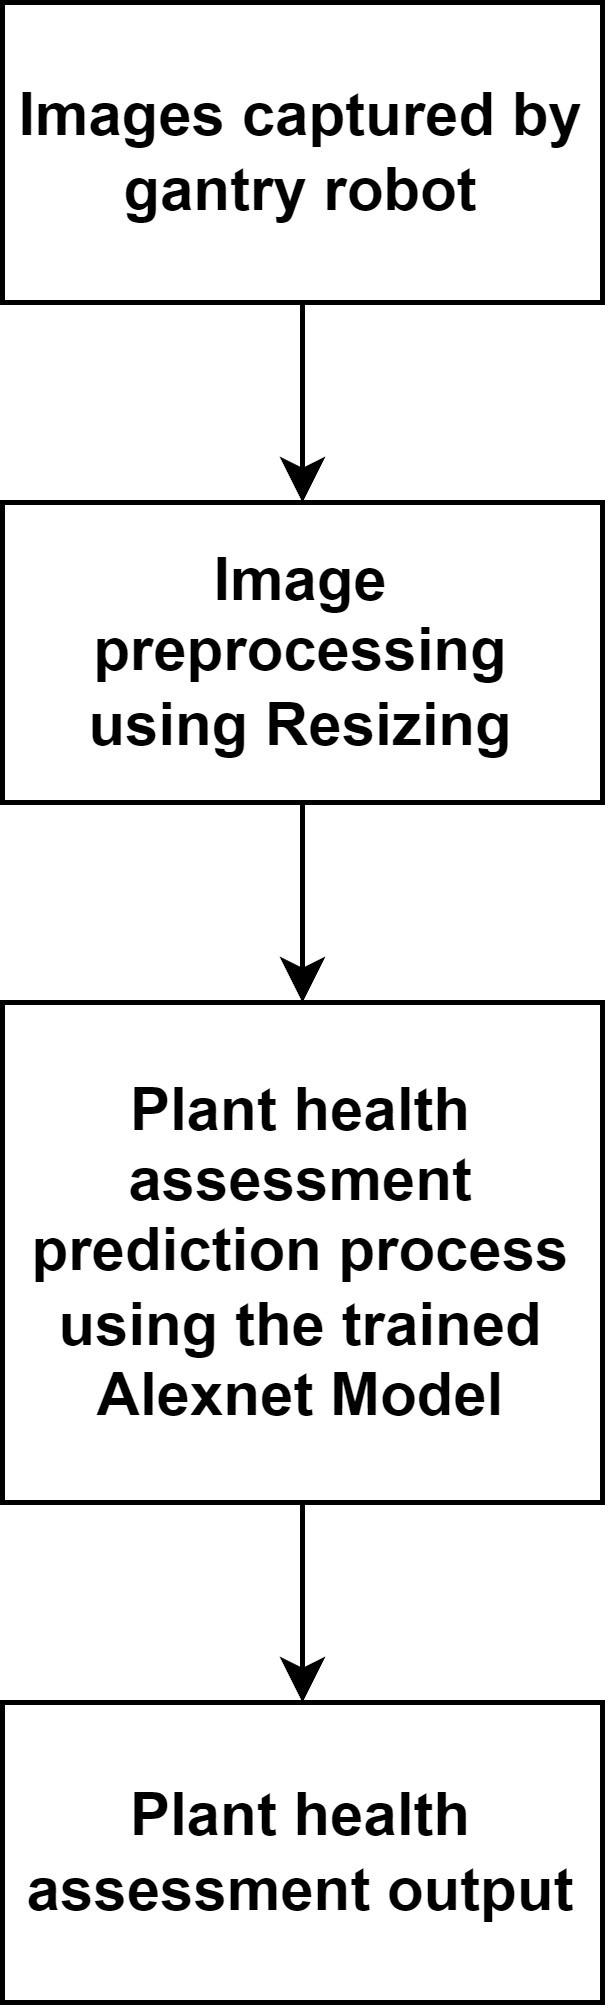 Images captured by
gantry robot
Image
preprocessing
using Resizing
Plant health
assessment
prediction process
using the trained
Alexnet Model
Plant health
assessment output